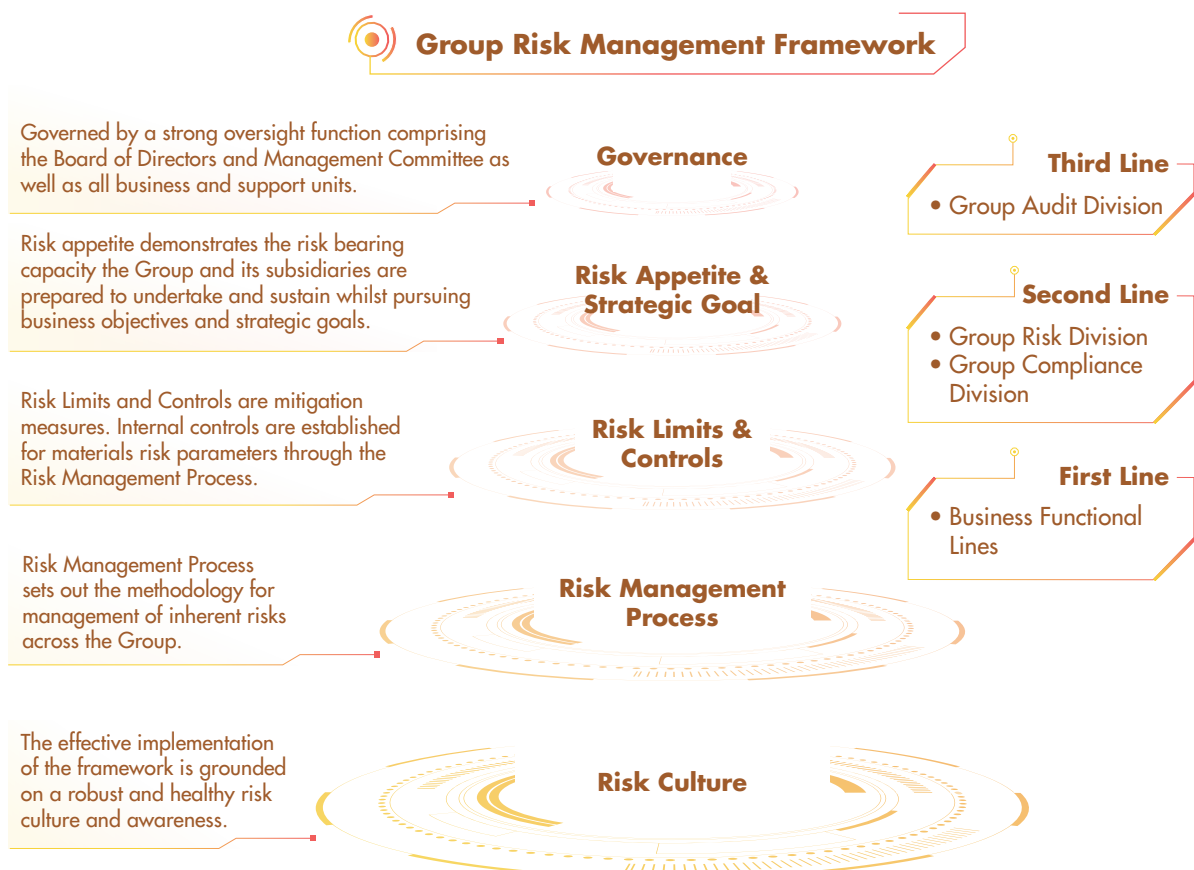 Group Risk Management Framework
Governed by a strong oversight function comprising
the Board of Directors and Management Committee as
well as all business and support units.
Governance
Risk appetite demonstrates the risk bearing
capacity the Group and its subsidiaries are
prepared to undertake and sustain whilst pursuing
business objectives and strategic goals.
Risk Appetite &
Strategic Goal
Risk Limits and Controls are mitigation
measures. Internal controls are established
for materials risk parameters through the
Risk Management Process.
Risk Limits &
Controls
Risk Management Process
sets out the methodology for
management of inherent risks
across the Group.
Risk Management
Process
The effective implementation
of the framework is grounded
on a robust and healthy risk
culture and awareness.
Risk Culture
Third Line
• Group Audit Division
Second Line
• Group Risk Division
• Group Compliance
Division
First Line
• Business Functional
Lines